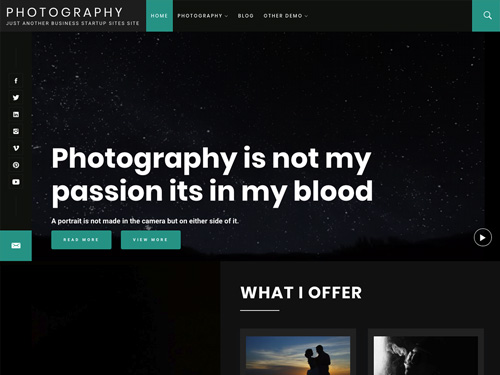 PHOTOGRAPHY
JUST ANOTHER BUSINESS STARTUP SITES SITE
HOME
PHOTOGRAPHY
BLOG
OTHER DEMO
Photography is not my
passion its in my blood
A portrait is not made in the camera but on either side of it.
READ MORE
VIEW MORE
WHAT I OFFER